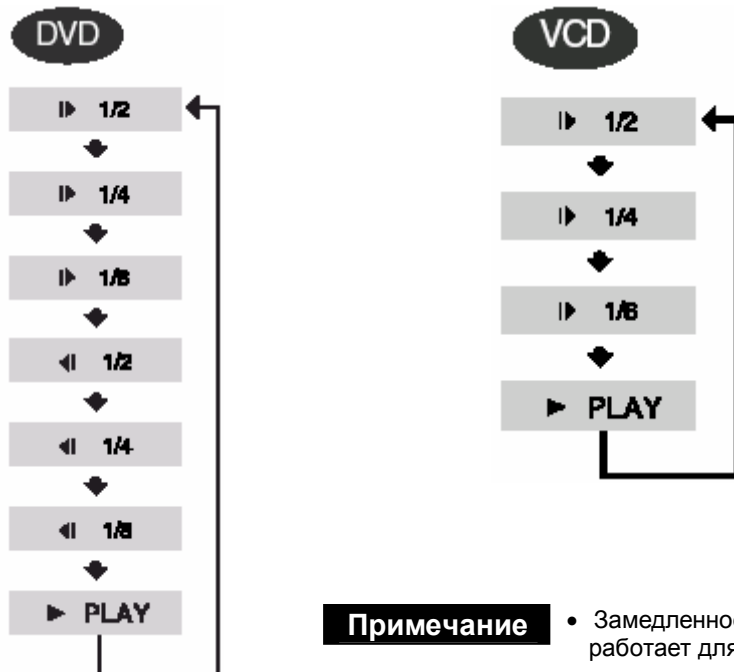 DVD
▶ 1/2
▶ 1/4
▶ 1/8
◀ 1/2
◀ 1/4
◀ 1/8
► PLAY
VCD
▶ 1/2
▶ 1/4
▶ 1/8
► PLAY
Примечание
•
работает для